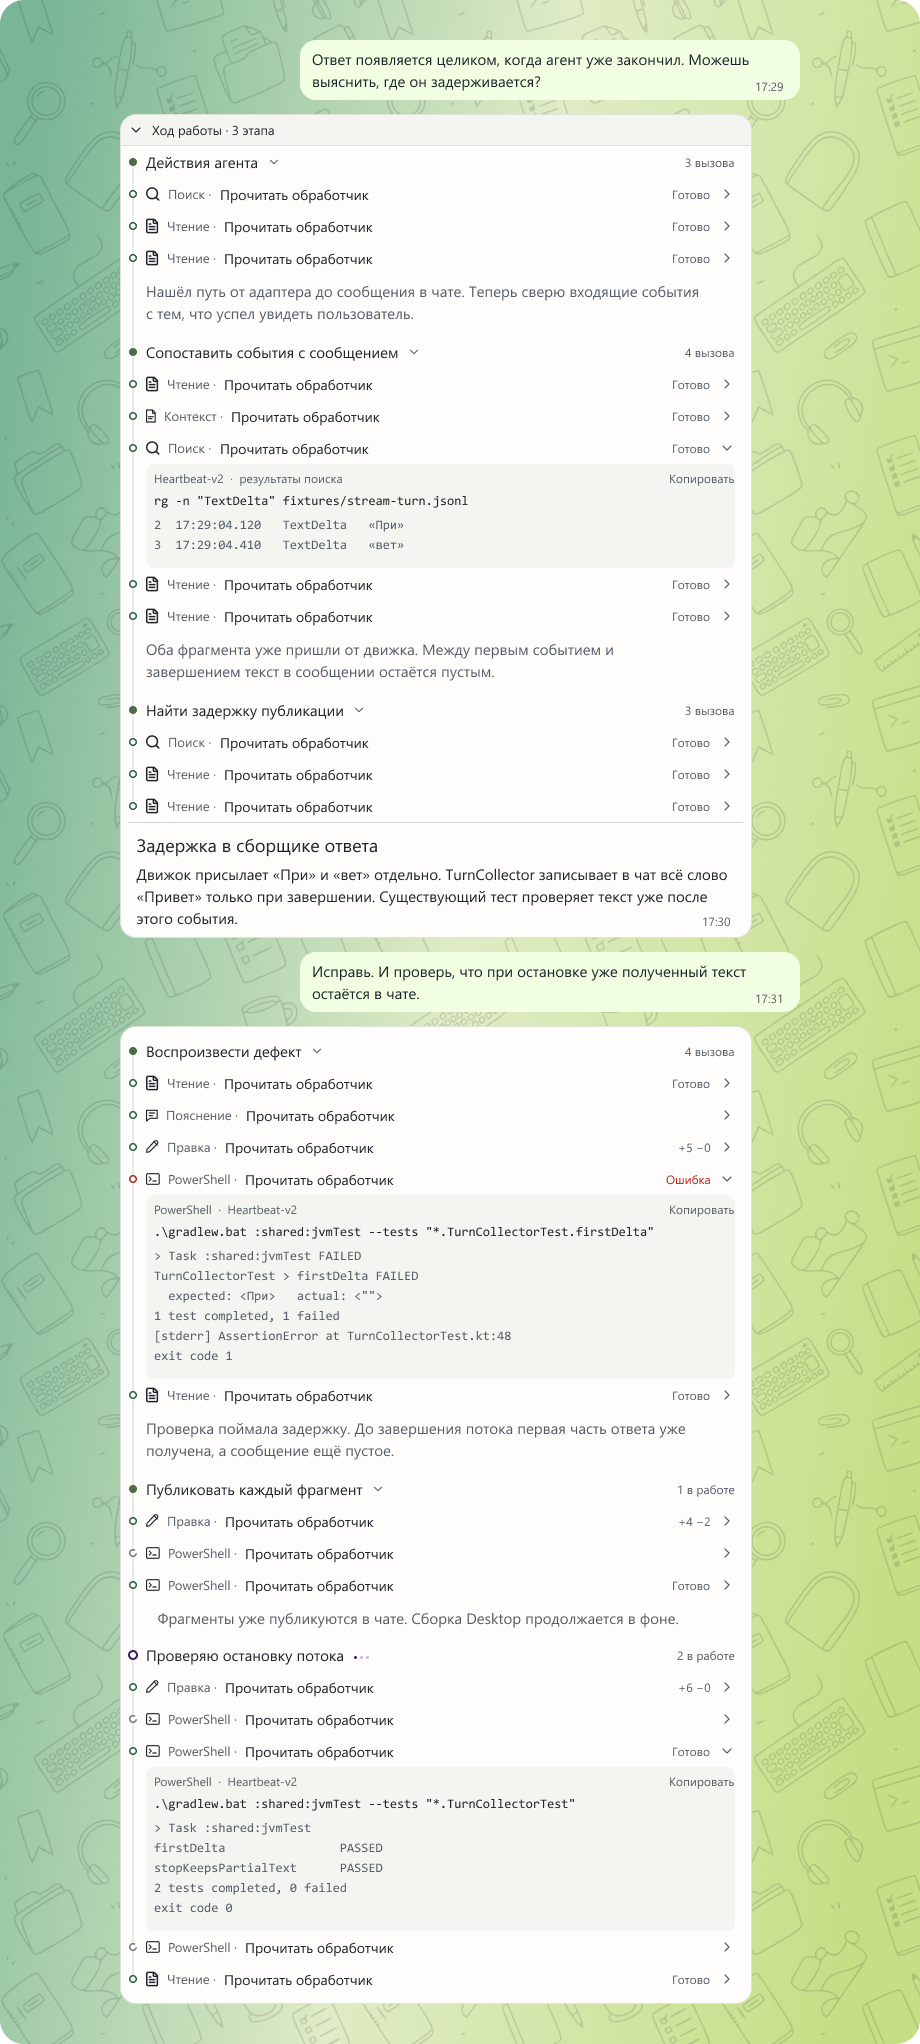 Ответ появляется целиком, когда агент уже закончил. Можешь
выяснить, где он задерживается?
17:29
Ход работы · 3 этапа
Действия агента 3 вызова
Поиск · Прочитать обработчик Готово
Чтение · Прочитать обработчик Готово
Чтение · Прочитать обработчик Готово
Нашёл путь от адаптера до сообщения в чате. Теперь сверю входящие события
с тем, что успел увидеть пользователь.
Сопоставить события с сообщением 4 вызова
Чтение · Прочитать обработчик Готово
Контекст · Прочитать обработчик Готово
Поиск · Прочитать обработчик Готово
Heartbeat-v2 · результаты поиска Копировать
rg -n "TextDelta" fixtures/stream-turn.jsonl
2 17:29:04.120 TextDelta «При»
3 17:29:04.410 TextDelta «вет»
Чтение · Прочитать обработчик Готово
Чтение · Прочитать обработчик Готово
Оба фрагмента уже пришли от движка. Между первым событием и
завершением текст в сообщении остаётся пустым.
Найти задержку публикации 3 вызова
Поиск · Прочитать обработчик Готово
Чтение · Прочитать обработчик Готово
Чтение · Прочитать обработчик Готово
Задержка в сборщике ответа
Движок присылает «При» и «вет» отдельно. TurnCollector записывает в чат всё слово
«Привет» только при завершении. Существующий тест проверяет текст уже после
этого события.
17:30
Исправь. И проверь, что при остановке уже полученный текст
остаётся в чате.
17:31
Воспроизвести дефект 4 вызова
Чтение · Прочитать обработчик Готово
Пояснение · Прочитать обработчик
Правка · Прочитать обработчик +5 −0
PowerShell · Прочитать обработчик Ошибка
PowerShell · Heartbeat-v2 Копировать
.\gradlew.bat :shared:jvmTest --tests "*.TurnCollectorTest.firstDelta"
> Task :shared:jvmTest FAILED
TurnCollectorTest > firstDelta FAILED
expected: <При> actual: <"">
1 test completed, 1 failed
[stderr] AssertionError at TurnCollectorTest.kt:48
exit code 1
Чтение · Прочитать обработчик Готово
Проверка поймала задержку. До завершения потока первая часть ответа уже
получена, а сообщение ещё пустое.
Публиковать каждый фрагмент 1 в работе
Правка · Прочитать обработчик +4 −2
PowerShell · Прочитать обработчик
PowerShell · Прочитать обработчик Готово
Фрагменты уже публикуются в чате. Сборка Desktop продолжается в фоне.
Проверяю остановку потока 2 в работе
Правка · Прочитать обработчик +6 −0
PowerShell · Прочитать обработчик
PowerShell · Прочитать обработчик Готово
PowerShell · Heartbeat-v2 Копировать
.\gradlew.bat :shared:jvmTest --tests "*.TurnCollectorTest"
> Task :shared:jvmTest
firstDelta PASSED
stopKeepsPartialText PASSED
2 tests completed, 0 failed
exit code 0
PowerShell · Прочитать обработчик
Чтение · Прочитать обработчик Готово